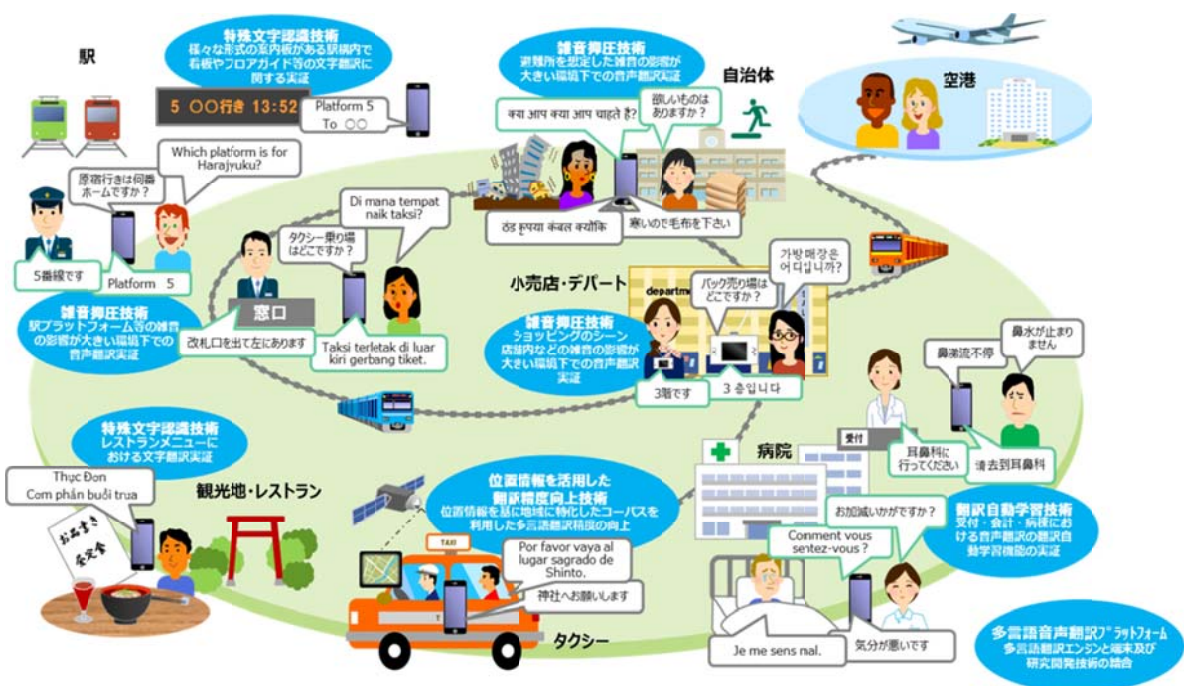 駅
特殊文字認識技術
様々な形式の案内板がある駅構内で
看板やフロアガイド等の文字翻訳に
関する実証
5 ○○行き 13:52
Platform 5
To ○○
Which platform is for
Harajyuku?
原宿行きは何番
ホームですか？
5番線です
Platform 5
雑音抑圧技術
駅プラットフォーム等の雑音
の影響が大きい環境下での
音声翻訳実証
Di mana tempat
naik taksi?
タクシー乗り場
はどこですか？
窓口
改札口を出て左にあります
Taksi terletak di luar
kiri gerbang tiket.
雑音抑圧技術
避難所を想定した雑音の影響が
大きい環境下での音声翻訳実証
自治体
क्या आप क्या आप चाहते है?
欲しいものは
ありますか？
ठंड कृपया कंबल क्योंकि
寒いので毛布を下さい
空港
小売店・デパート
departm
가방매장은
어디입니까?
バック売り場は
どこですか？
雑音抑圧技術
ショッピングのシーン
店舗内などの雑音の影響が
大きい環境下での音声翻訳
実証
3階です
3 층입니다
鼻水が止まり
ません
鼻涕流不停
受付
耳鼻科に
行ってください
请去到耳鼻科
病院
翻訳自動学習技術
受付・会計・病棟にお
ける音声翻訳の翻訳自
動学習機能の実証
お加減いかがですか？
Comment vous
sentez-vous ?
Je me sens nal.
気分が悪いです
特殊文字認識技術
レストランメニューに
おける文字翻訳実証
Thực Đơn
Com phần buổi trưa
観光地・レストラン
お品書き
位置情報を活用した
翻訳精度向上技術
位置情報を基に地域に特化したコーパスを
利用した多言語翻訳精度の向上
TAXI
Por favor vaya al
lugar sagrado de
Shinto.
神社へお願いします
タクシー
多言語音声翻訳プラットフォーム
多言語翻訳エンジンと端末及び
研究開発技術の結合